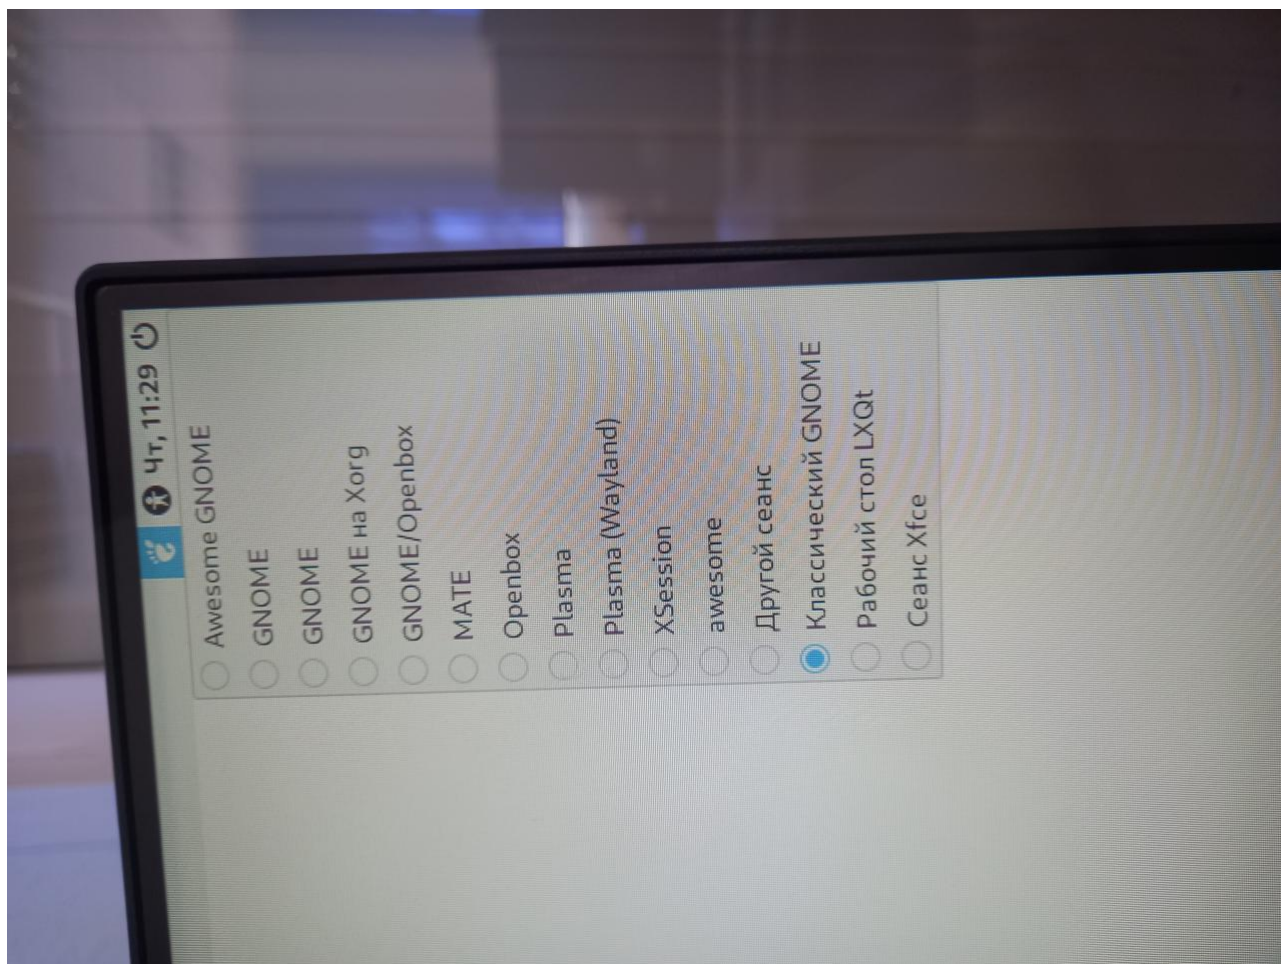 Чт, 11:29
Awesome GNOME
GNOME
GNOME
GNOME на Xorg
GNOME/Openbox
MATE
Openbox
Plasma
Plasma (Wayland)
XSession
awesome
Другой сеанс
Классический GNOME
Рабочий стол LXQt
Сеанс Xfce